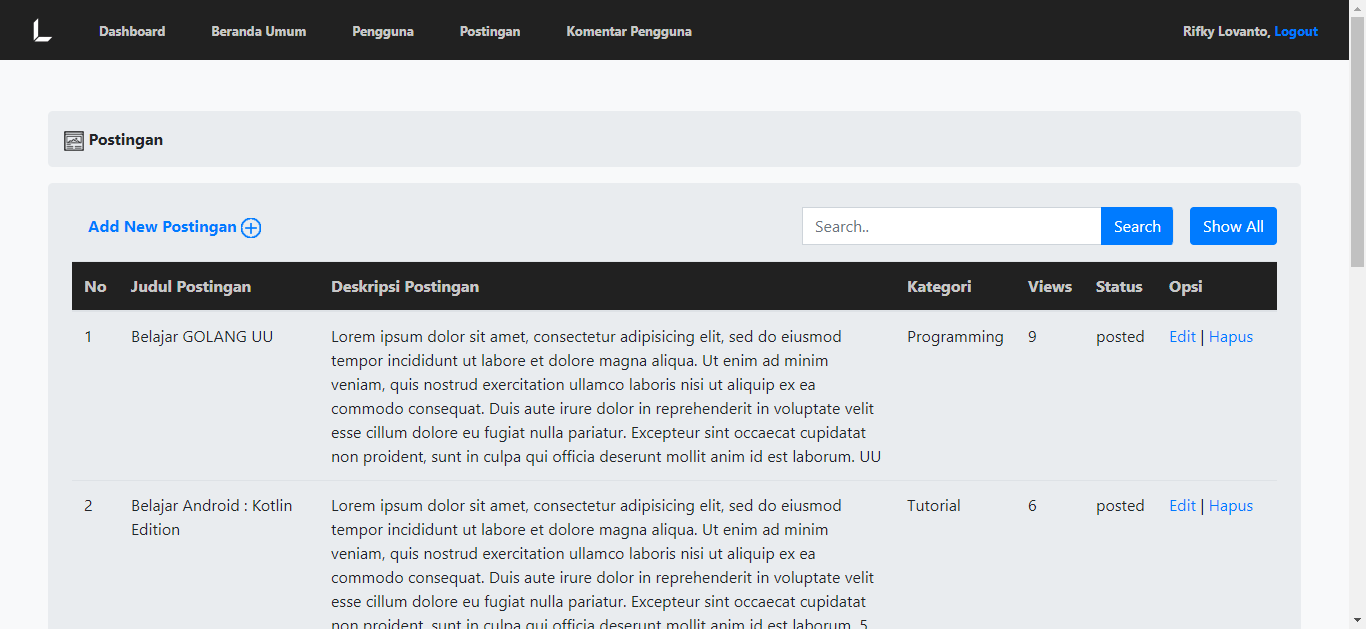 Dashboard Beranda Umum Pengguna Postingan Komentar Pengguna Rifky Lovanto, Logout
Postingan
Add New Postingan Search.. Search Show All
No Judul Postingan Deskripsi Postingan Kategori Views Status Opsi
1 Belajar GOLANG UU Lorem ipsum dolor sit amet, consectetur adipisicing elit, sed do eiusmod Programming 9 posted Edit | Hapus
tempor incididunt ut labore et dolore magna aliqua. Ut enim ad minim
veniam, quis nostrud exercitation ullamco laboris nisi ut aliquip ex ea
commodo consequat. Duis aute irure dolor in reprehenderit in voluptate velit
esse cillum dolore eu fugiat nulla pariatur. Excepteur sint occaecat cupidatat
non proident, sunt in culpa qui officia deserunt mollit anim id est laborum. UU
2 Belajar Android : Kotlin Lorem ipsum dolor sit amet, consectetur adipisicing elit, sed do eiusmod Tutorial 6 posted Edit | Hapus
Edition tempor incididunt ut labore et dolore magna aliqua. Ut enim ad minim
veniam, quis nostrud exercitation ullamco laboris nisi ut aliquip ex ea
commodo consequat. Duis aute irure dolor in reprehenderit in voluptate velit
esse cillum dolore eu fugiat nulla pariatur. Excepteur sint occaecat cupidatat
non proident, sunt in culpa qui officia deserunt mollit anim id est laborum. 5